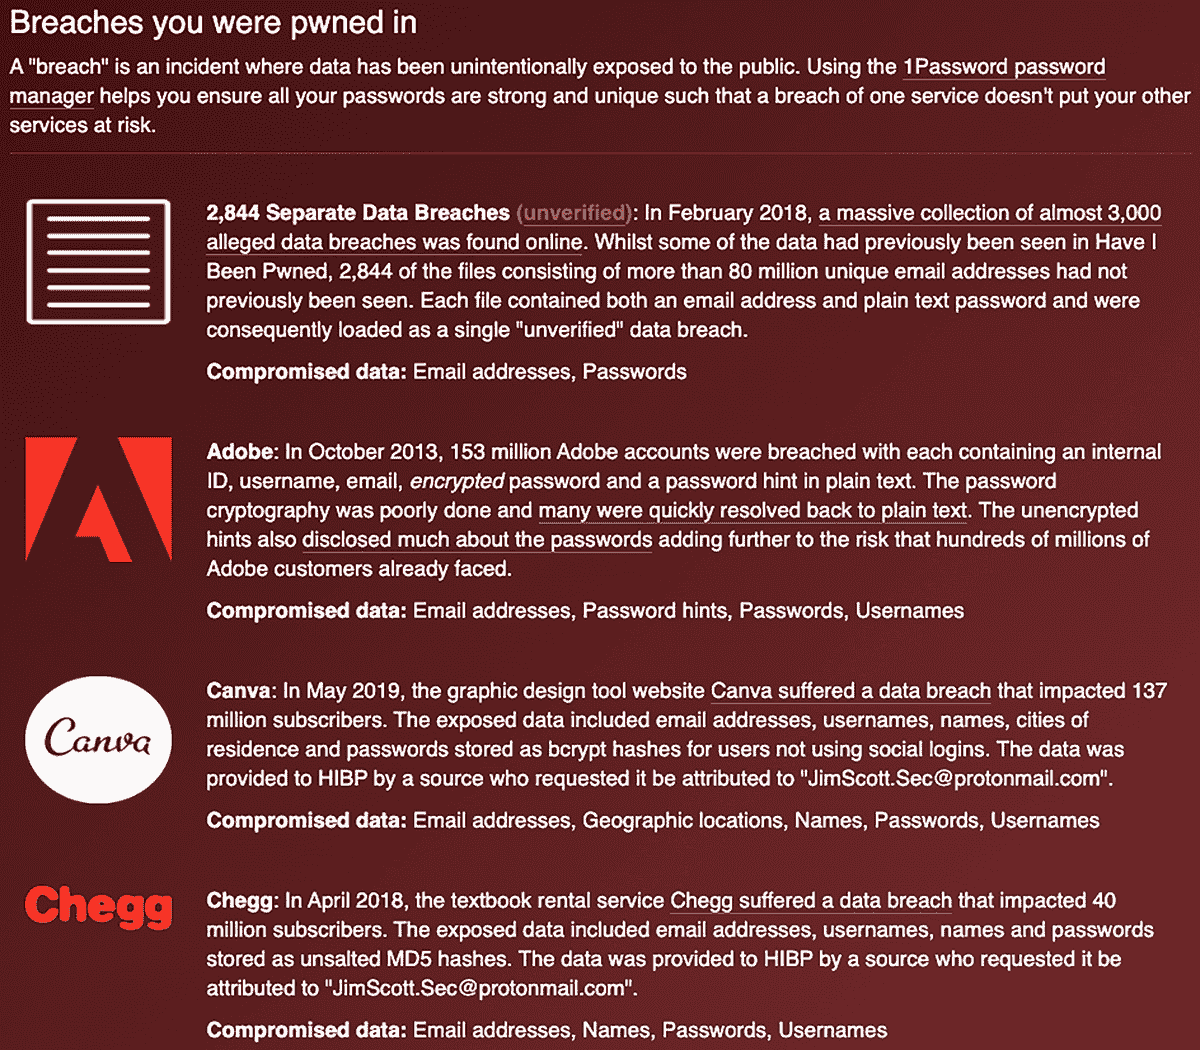 Breaches you were pwned in
A "breach" is an incident where data has been unintentionally exposed to the public. Using the 1Password password
manager helps you ensure all your passwords are strong and unique such that a breach of one service doesn't put your other
services at risk.
2,844 Separate Data Breaches (unverified): In February 2018, a massive collection of almost 3,000
alleged data breaches was found online. Whilst some of the data had previously been seen in Have I
Been Pwned, 2,844 of the files consisting of more than 80 million unique email addresses had not
previously been seen. Each file contained both an email address and plain text password and were
consequently loaded as a single "unverified" data breach.
Compromised data: Email addresses, Passwords
Adobe: In October 2013, 153 million Adobe accounts were breached with each containing an internal
ID, username, email, encrypted password and a password hint in plain text. The password
cryptography was poorly done and many were quickly resolved back to plain text. The unencrypted
hints also disclosed much about the passwords adding further to the risk that hundreds of millions of
Adobe customers already faced.
Compromised data: Email addresses, Password hints, Passwords, Usernames
Canva
Canva: In May 2019, the graphic design tool website Canva suffered a data breach that impacted 137
million subscribers. The exposed data included email addresses, usernames, names, cities of
residence and passwords stored as bcrypt hashes for users not using social logins. The data was
provided to HIBP by a source who requested it be attributed to "JimScott.Sec@protonmail.com".
Compromised data: Email addresses, Geographic locations, Names, Passwords, Usernames
Chegg
Chegg: In April 2018, the textbook rental service Chegg suffered a data breach that impacted 40
million subscribers. The exposed data included email addresses, usernames, names and passwords
stored as unsalted MD5 hashes. The data was provided to HIBP by a source who requested it be
attributed to "JimScott.Sec@protonmail.com".
Compromised data: Email addresses, Names, Passwords, Usernames